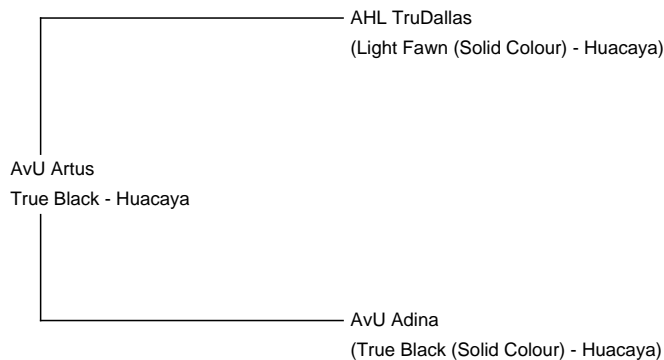 AHL TruDallas
(Light Fawn (Solid Colour) - Huacaya)
AvU Artus
True Black - Huacaya
AvU Adina
(True Black (Solid Colour) - Huacaya)